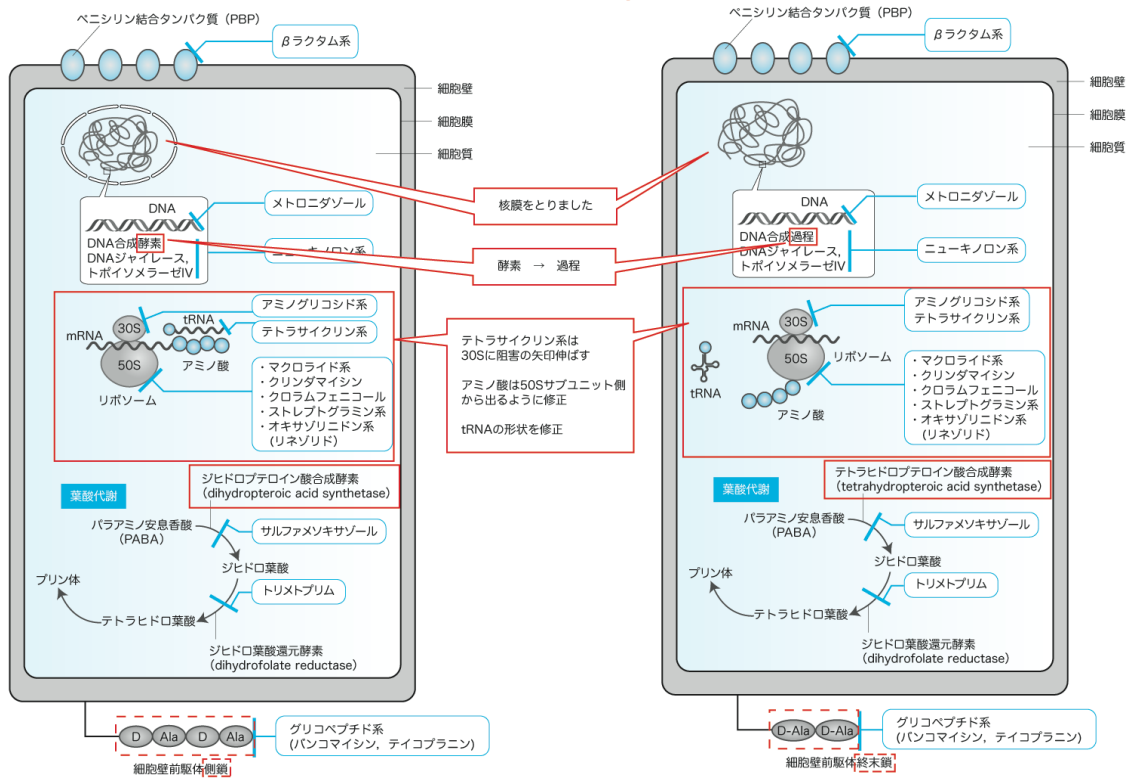 ペニシリン結合タンパク質（PBP）
βラクタム系
細胞壁
細胞膜
細胞質
DNA
メトロニダゾール
DNA合成酵素
DNAジャイレース，
トポイソメラーゼIV
ニューキノロン系
アミノグリコシド系
テトラサイクリン系
tRNA
mRNA
30S
50S
アミノ酸
リボソーム
・マクロライド系
・クリンダマイシン
・クロラムフェニコール
・ストレプトグラミン系
・オキサゾリニドン系
（リネゾリド）
ジヒドロプテロイン酸合成酵素
（dihydropteroic acid synthetase）
葉酸代謝
パラアミノ安息香酸
（PABA）
サルファメソキサゾール
ジヒドロ葉酸
プリン体
トリメトプリム
テトラヒドロ葉酸
ジヒドロ葉酸還元酵素
（dihydrofolate reductase）
D Ala D Ala
グリコペプチド系
（バンコマイシン，テイコプラニン）
細胞壁前駆体側鎖
核膜をとりました
酵素 → 過程
テトラサイクリン系は
30Sに阻害の矢印伸ばす
アミノ酸は50Sサブユニット側
から出るように修正
tRNAの形状を修正
ペニシリン結合タンパク質（PBP）
βラクタム系
細胞壁
細胞膜
細胞質
DNA
メトロニダゾール
DNA合成過程
DNAジャイレース，
トポイソメラーゼIV
ニューキノロン系
アミノグリコシド系
テトラサイクリン系
mRNA
30S
50S
リボソーム
tRNA
アミノ酸
・マクロライド系
・クリンダマイシン
・クロラムフェニコール
・ストレプトグラミン系
・オキサゾリニドン系
（リネゾリド）
テトラヒドロプテロイン酸合成酵素
（tetrahydropteroic acid synthetase）
葉酸代謝
パラアミノ安息香酸
（PABA）
サルファメソキサゾール
ジヒドロ葉酸
プリン体
トリメトプリム
テトラヒドロ葉酸
ジヒドロ葉酸還元酵素
（dihydrofolate reductase）
D-Ala D-Ala
グリコペプチド系
（バンコマイシン，テイコプラニン）
細胞壁前駆体終末鎖